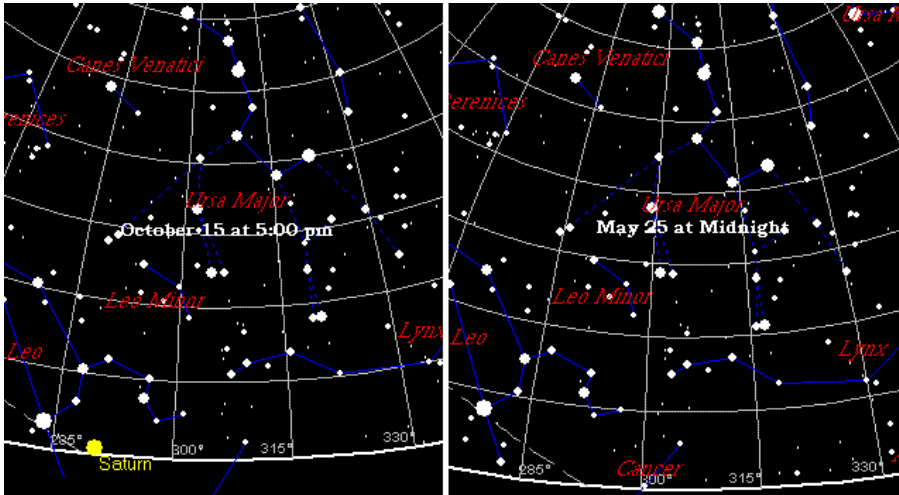 Canes Venatici
erenices
Ursa Major
October 15 at 5:00 pm
Leo Minor
Lynx
Leo
285°
300°
315°
330°
Saturn
Ursa M
Canes Venatici
erenices
Ursa Major
May 25 at Midnight
Leo Minor
Leo
Lynx
Cancer
285°
300°
315°
330°